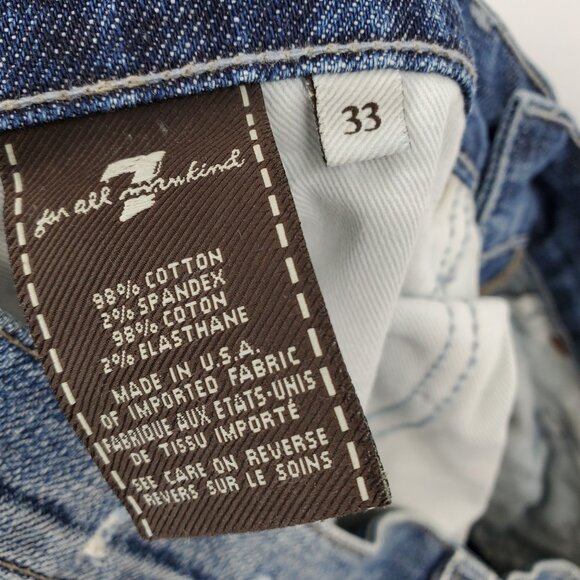 33
7
for all mankind
98% COTTON
2% SPANDEX
98% COTON
2% ELASTHANE
MADE IN U.S.A.
OF IMPORTED FABRIC
FABRIQUE AUX ETATS-UNIS
DE TISSU IMPORTÉ
SEE CARE ON REVERSE
REVERS SUR LE SOINS